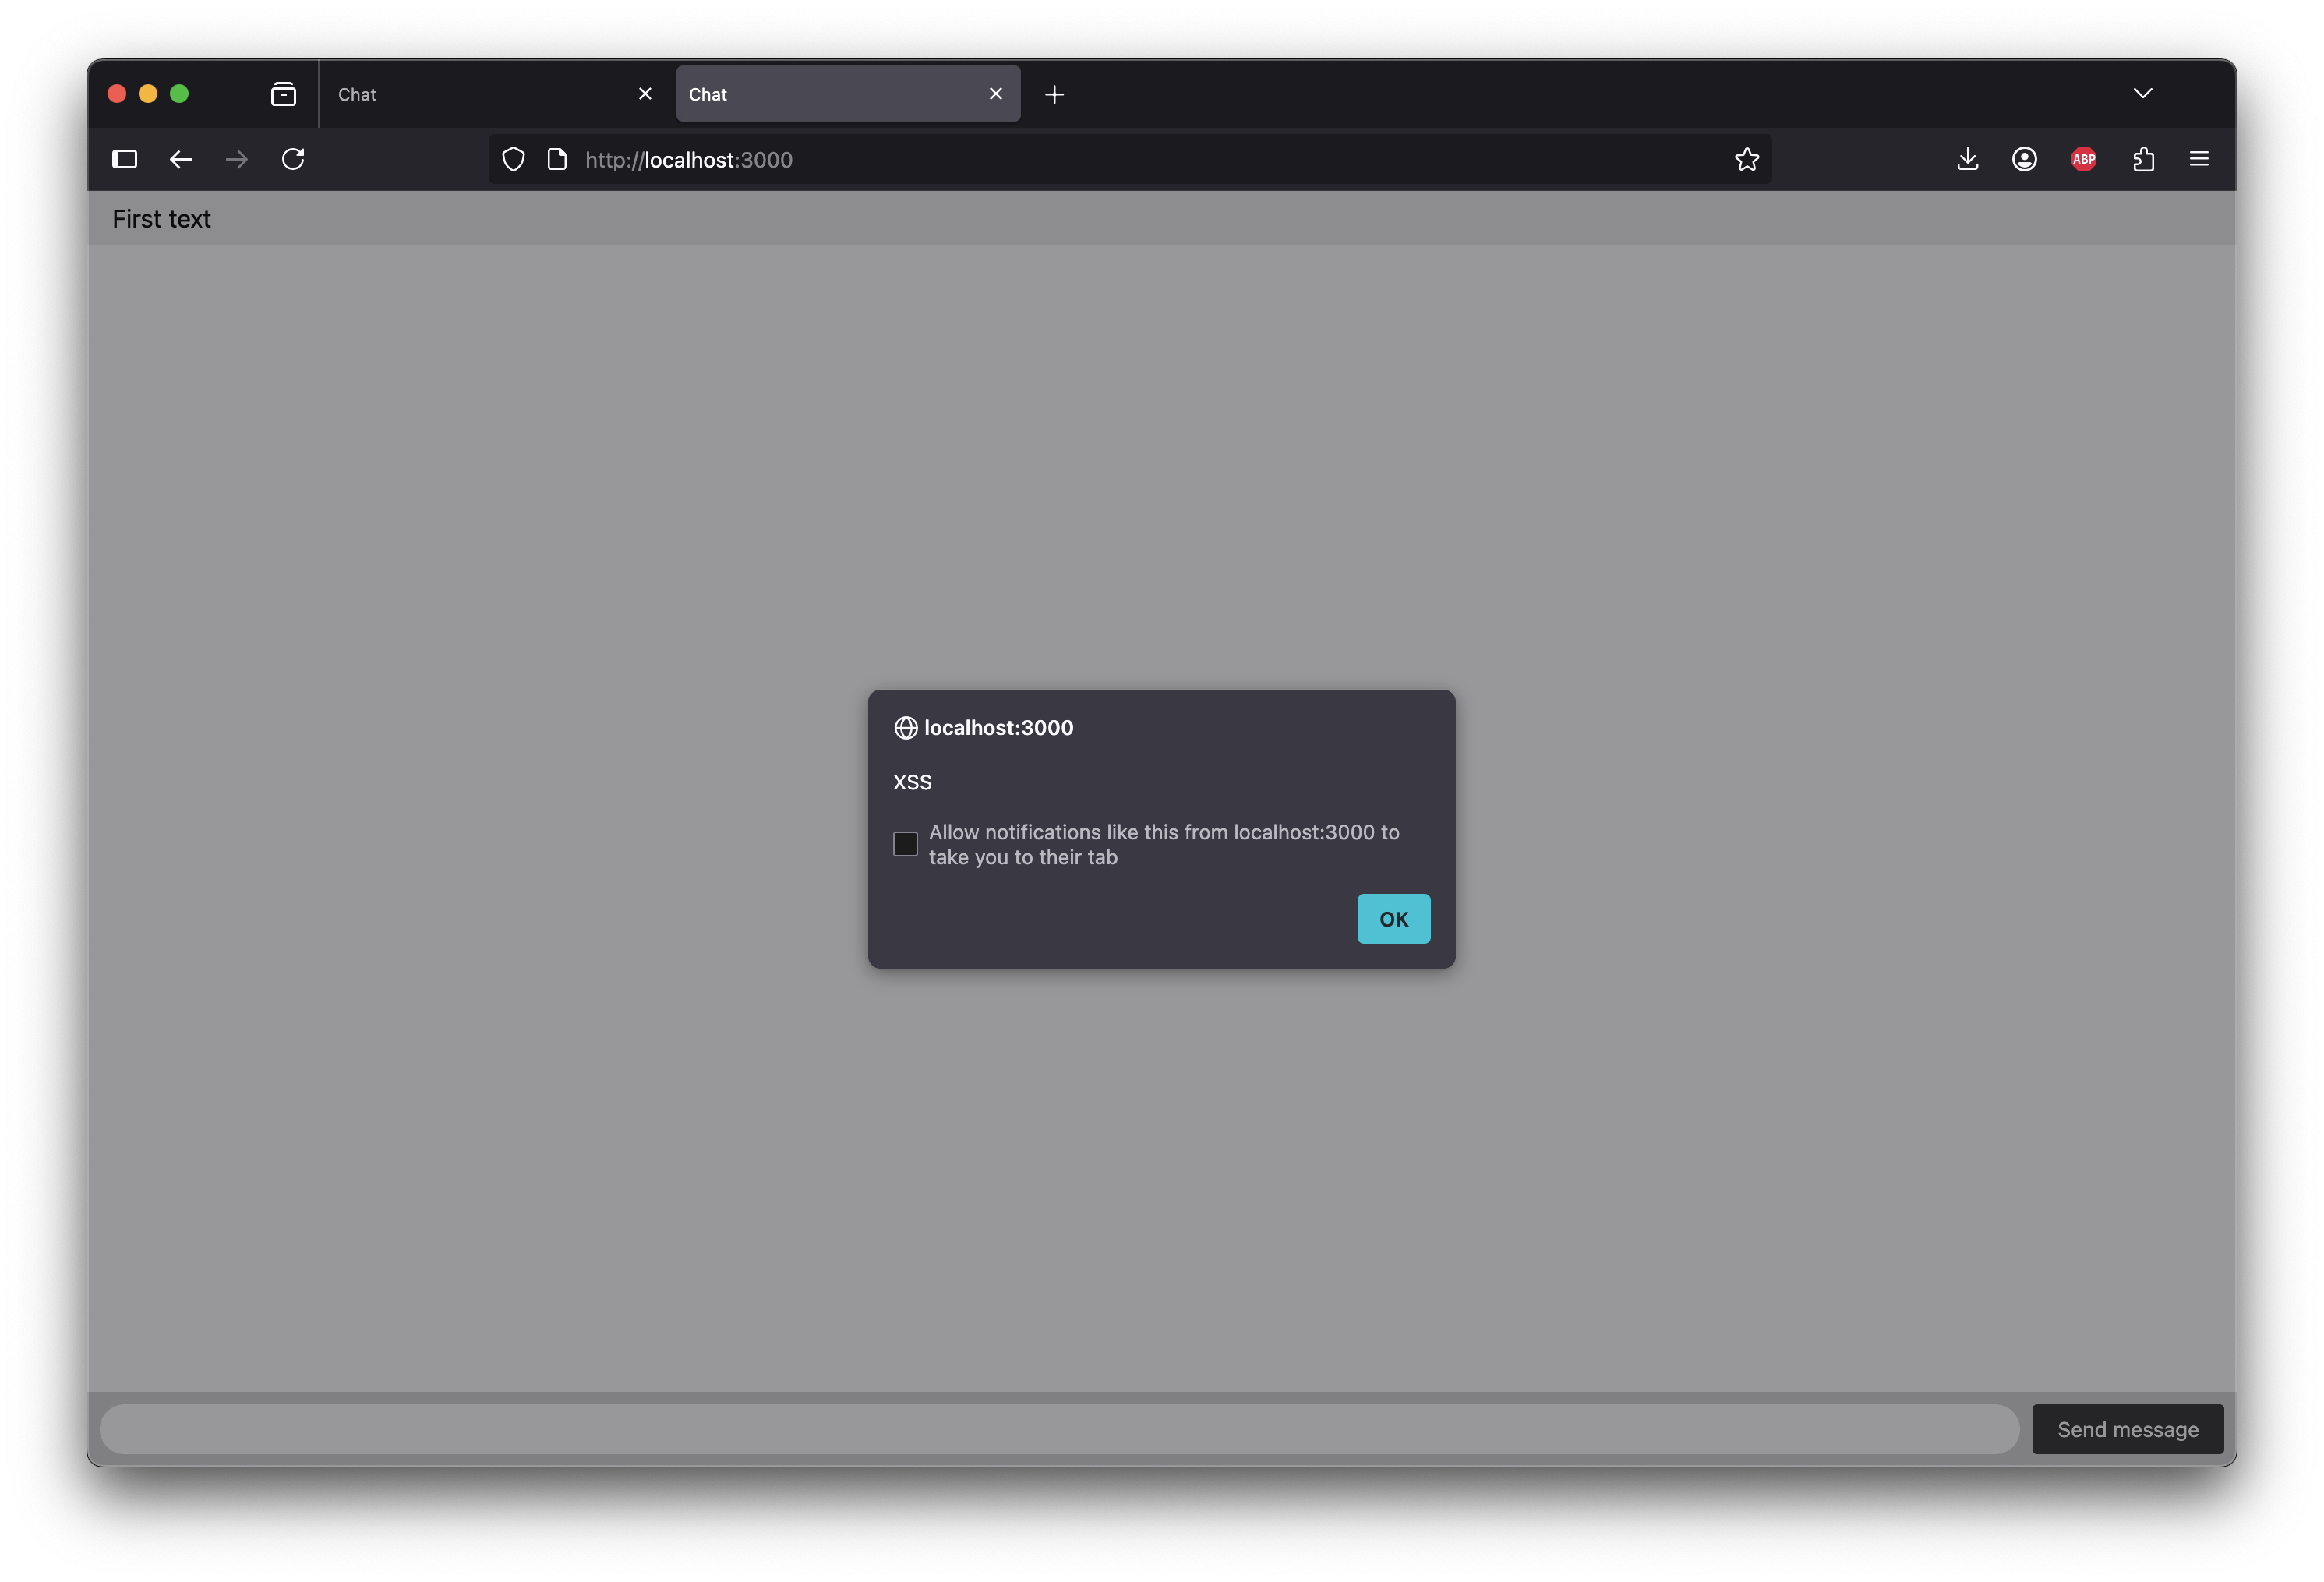 Chat
Chat
http://localhost:3000
ABP
First text
localhost:3000
XSS
Allow notifications like this from localhost:3000 to
take you to their tab
OK
Send message